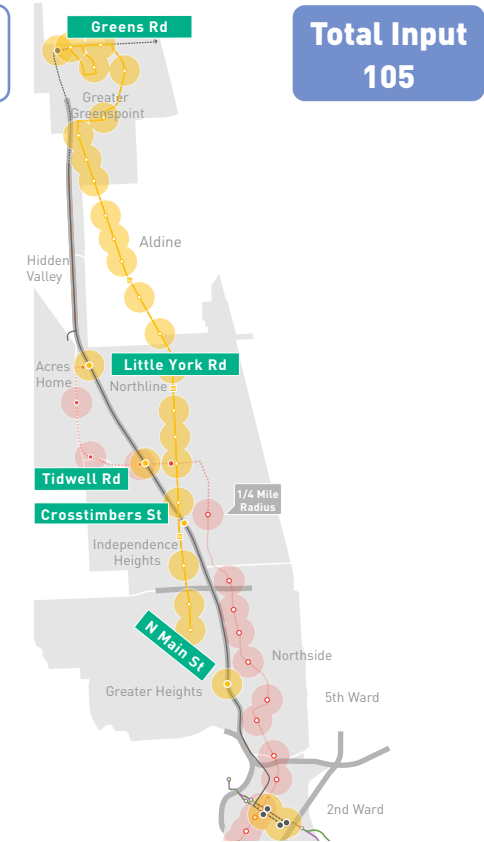 Greens Rd
Total Input
105
Greater
Greenspoint
Aldine
Hidden
Valley
Little York Rd
Acres
Home
Northline
Tidwell Rd
1/4 Mile
Radius
Crosstimbers St
Independence
Heights
N Main St
Northside
Greater Heights
5th Ward
2nd Ward